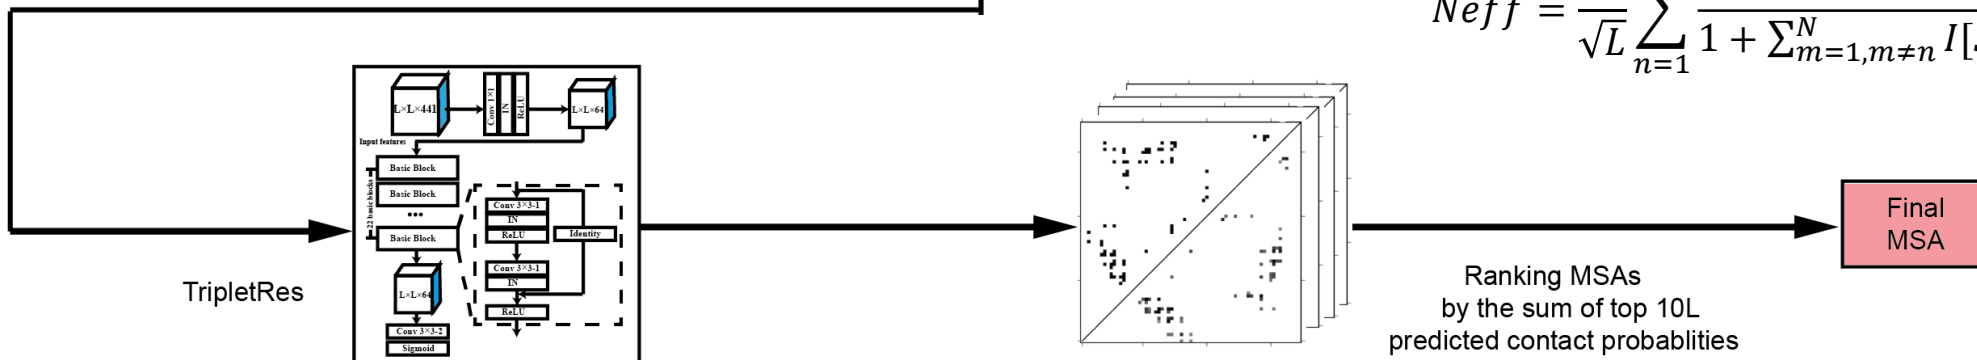 Neff = 1/√L ∑ n=1 1 + ∑ N m=1,m≠n I[
L×L×441
Conv 1×1
IN
ReLU
L×L×64
Input features
22 basic blocks
Basic Block
Basic Block
•••
Basic Block
L×L×64
Conv 3×3-2
Sigmoid
Conv 3×3-1
IN
ReLU
Identity
Conv 3×3-1
IN
ReLU
TripletRes
Ranking MSAs
by the sum of top 10L
predicted contact probablities
Final
MSA